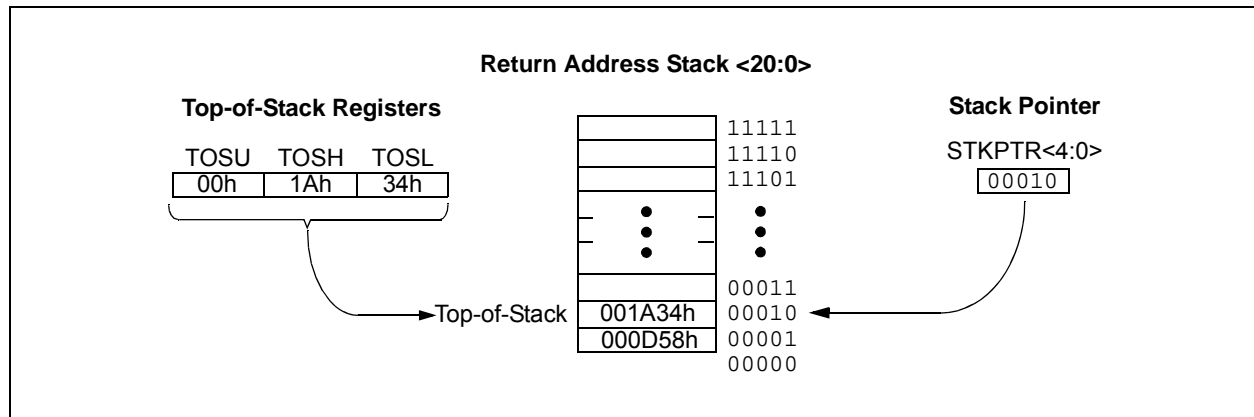 Return Address Stack <20:0>
Top-of-Stack Registers
Stack Pointer
TOSU TOSH TOSL
STKPTR<4:0>
00h 1Ah 34h
00010
11111
11110
11101
00011
Top-of-Stack 001A34h 00010
000D58h 00001
00000